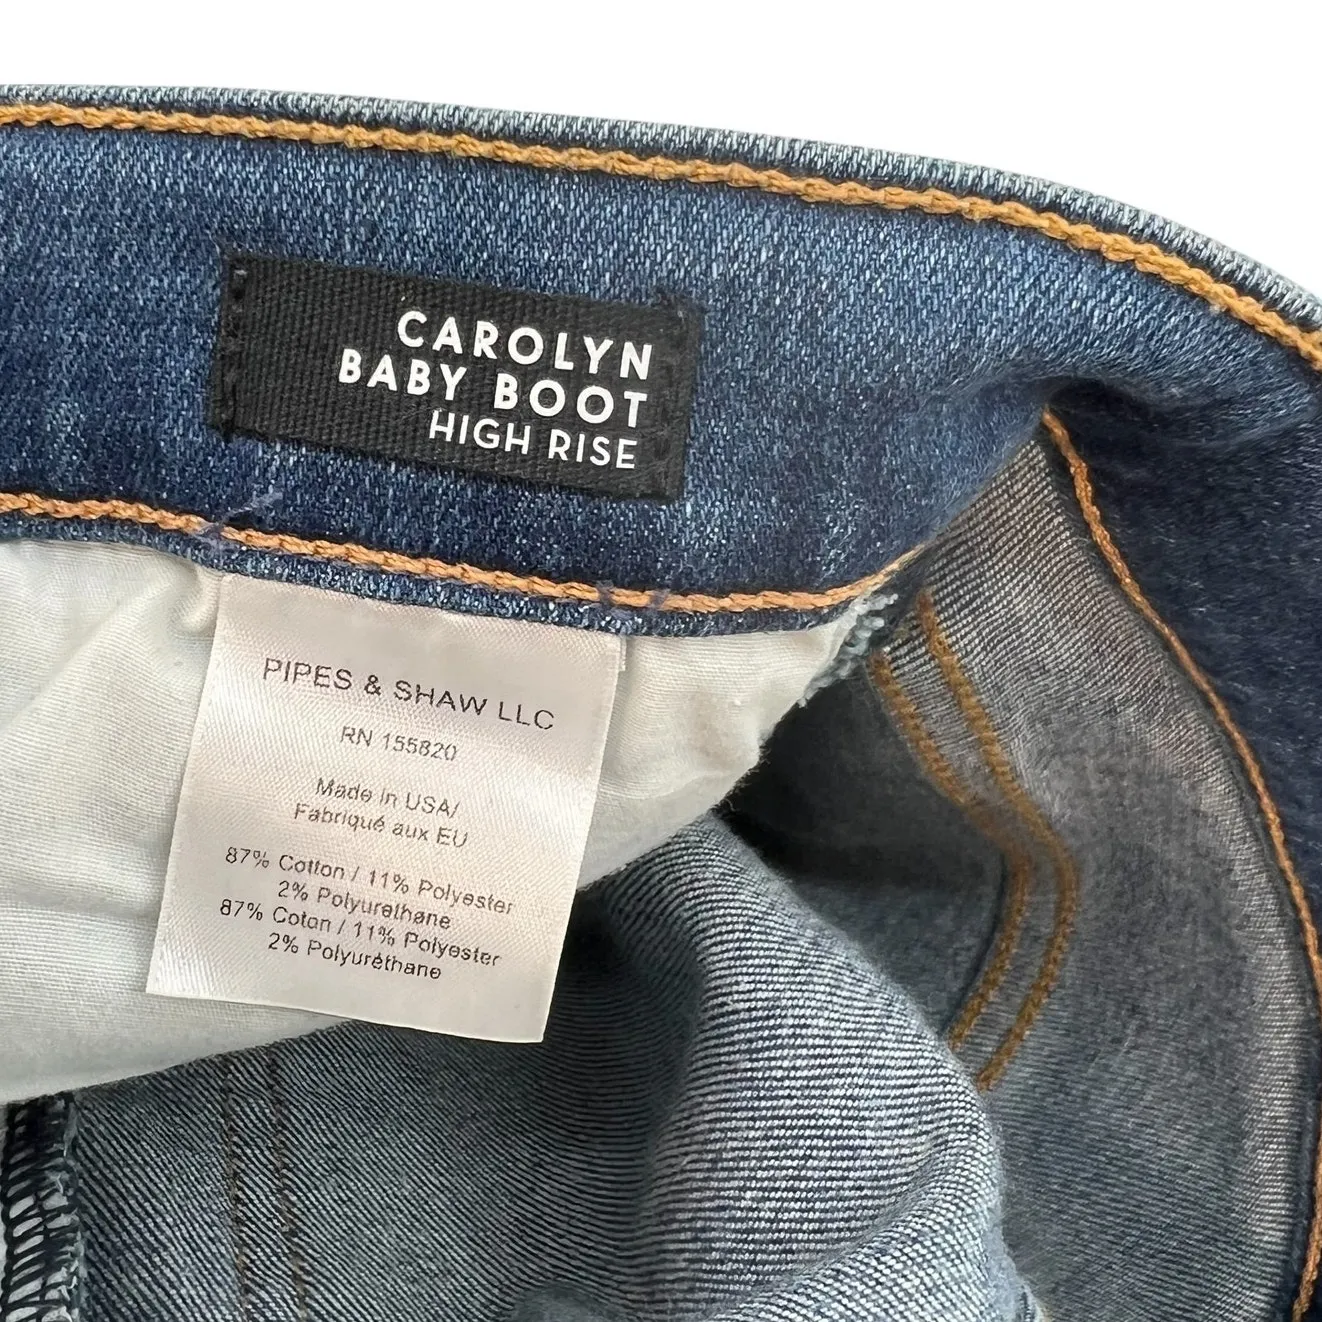 CAROLYN
BABY BOOT
HIGH RISE
PIPES & SHAW LLC
RN 155820
Made in USA/
Fabriqué aux EU
87% Cotton / 11% Polyester
2% Polyurethane
87% Coton / 11% Polyester
2% Polyuréthane